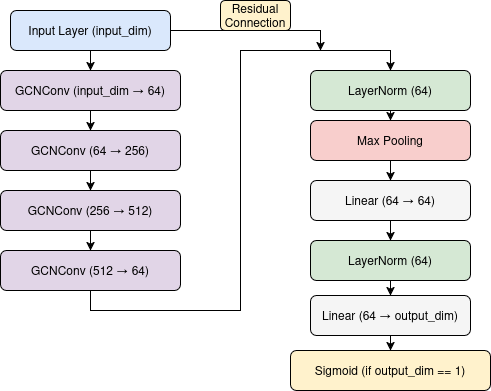 Input Layer (input_dim)
Residual
Connection
GCNConv (input_dim → 64)
GCNConv (64 → 256)
GCNConv (256 → 512)
GCNConv (512 → 64)
LayerNorm (64)
Max Pooling
Linear (64 → 64)
LayerNorm (64)
Linear (64 → output_dim)
Sigmoid (if output_dim == 1)